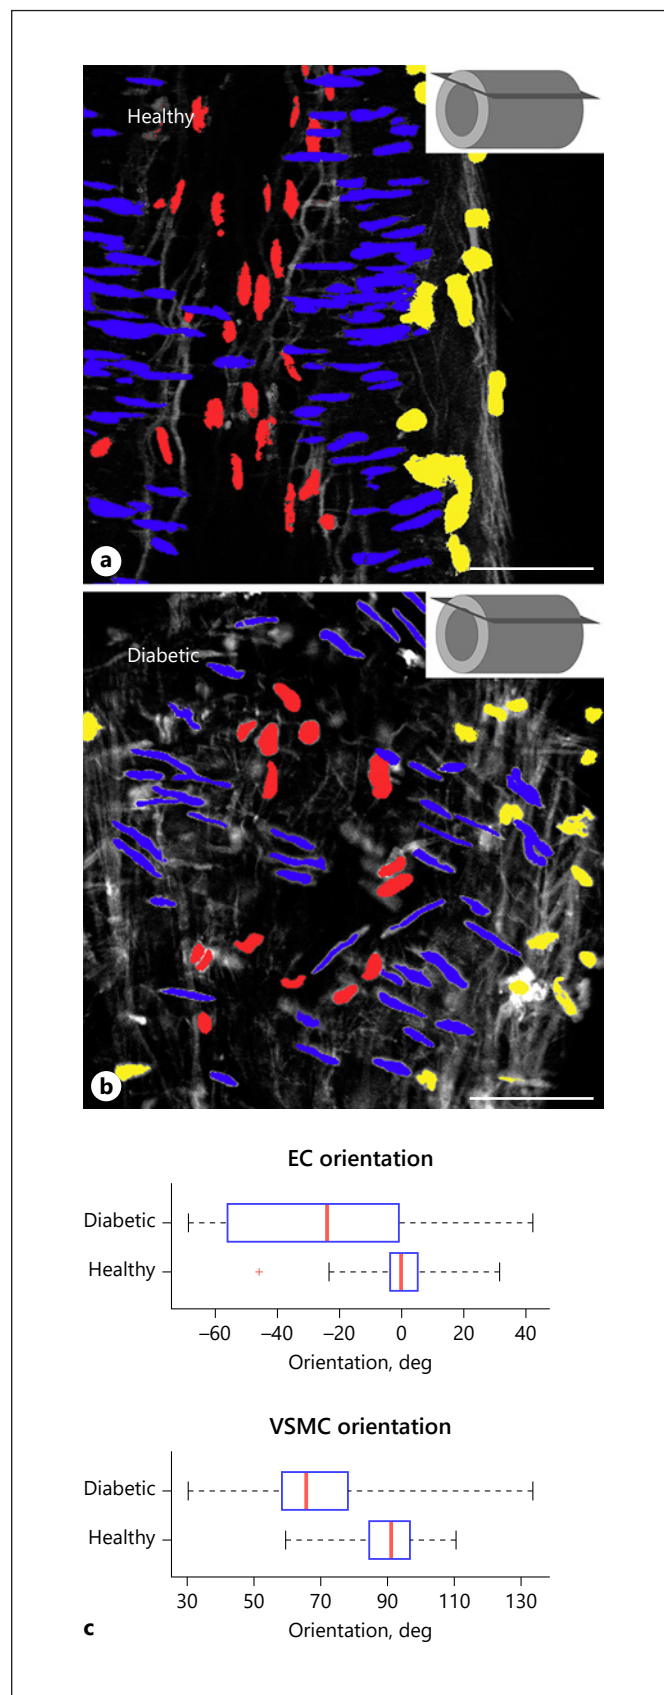 Healthy
a
Diabetic
b
EC orientation
Diabetic
Healthy
–60 –40 –20 0 20 40
Orientation, deg
VSMC orientation
Diabetic
Healthy
30 50 70 90 110 130
Orientation, deg
c